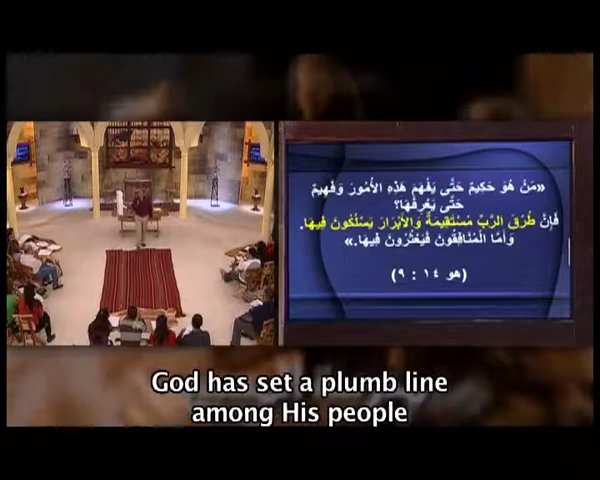 «مَنْ هُوَ حَكِيمٌ حَتَّى يَفْهَمَ هَذِهِ الأُمُورَ وَفَهِيمٌ
حَتَّى يَعْرِفَهَا؟
فَإِنَّ طُرُقَ الرَّبِّ مُسْتَقِيمَةٌ وَالأَبْرَارَ يَسْلُكُونَ فِيهَا.
وَأَمَّا الْمُنَافِقُونَ فَيَعْثُرُونَ فِيهَا.»
(هو ١٤ : ٩)
God has set a plumb line
among His people